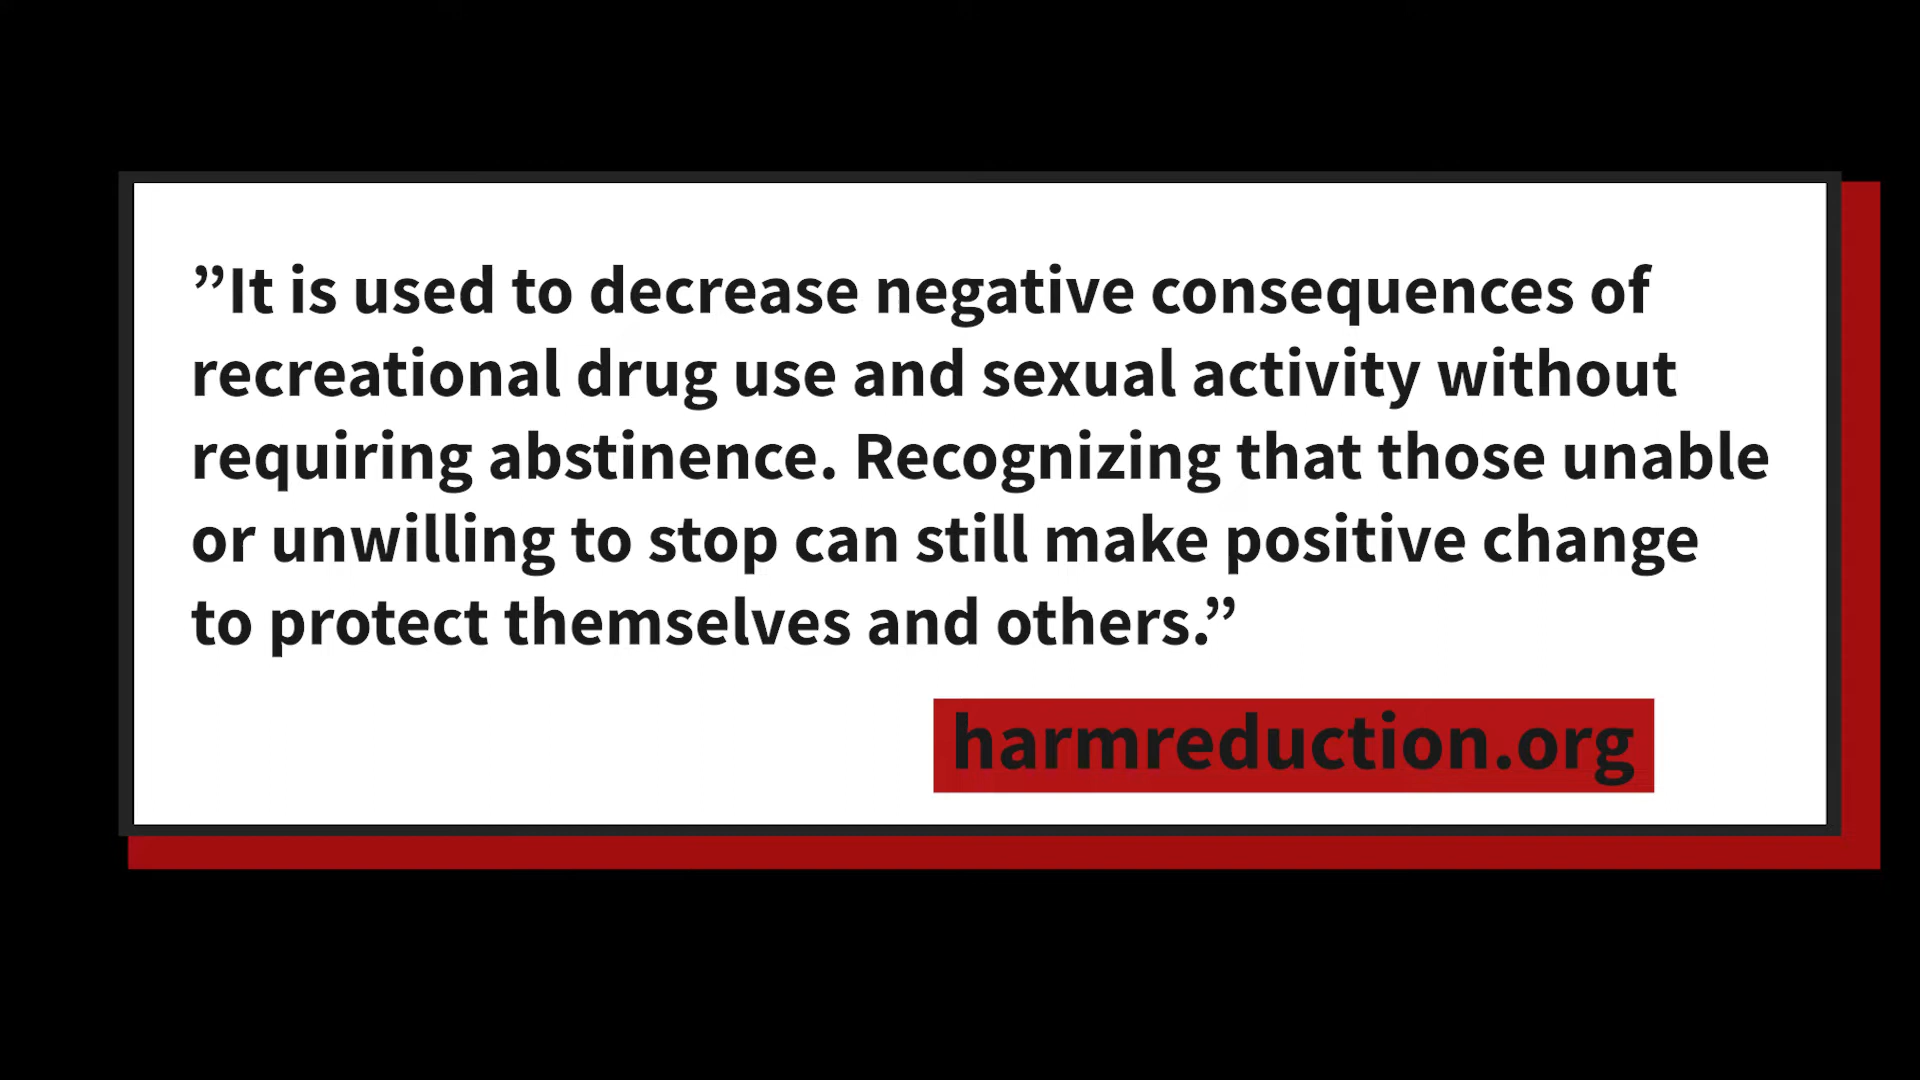 ”It is used to decrease negative consequences of
recreational drug use and sexual activity without
requiring abstinence. Recognizing that those unable
or unwilling to stop can still make positive change
to protect themselves and others.”
harmreduction.org